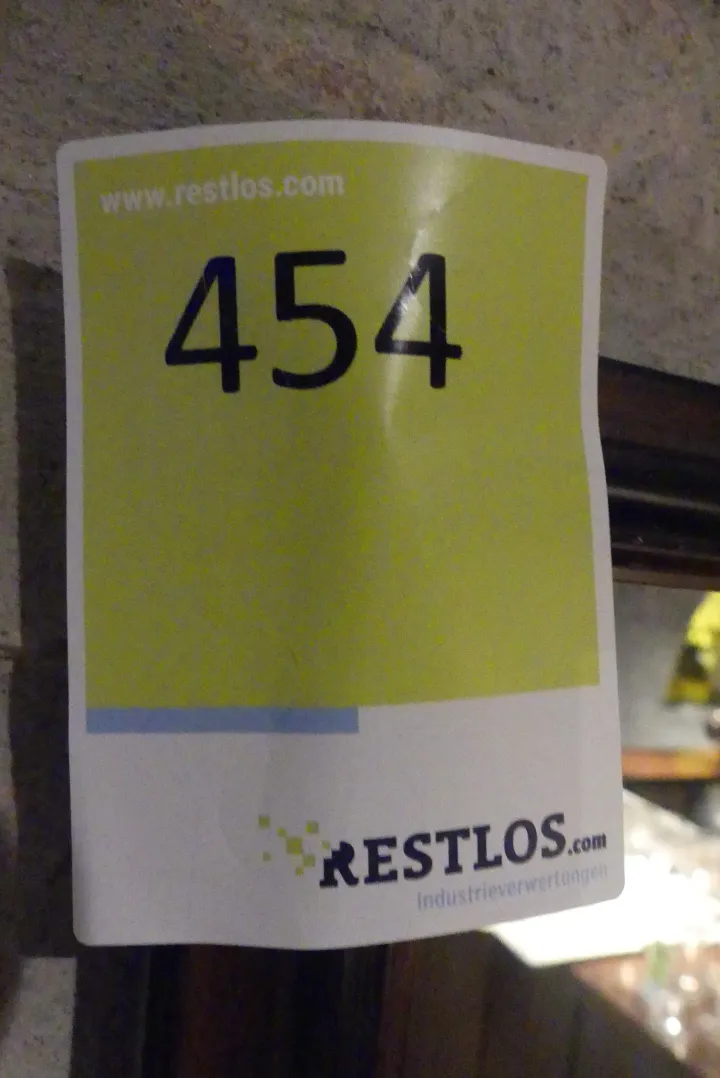 www.restlos.com
454
RESTLOS.com
Industrieverwertungen